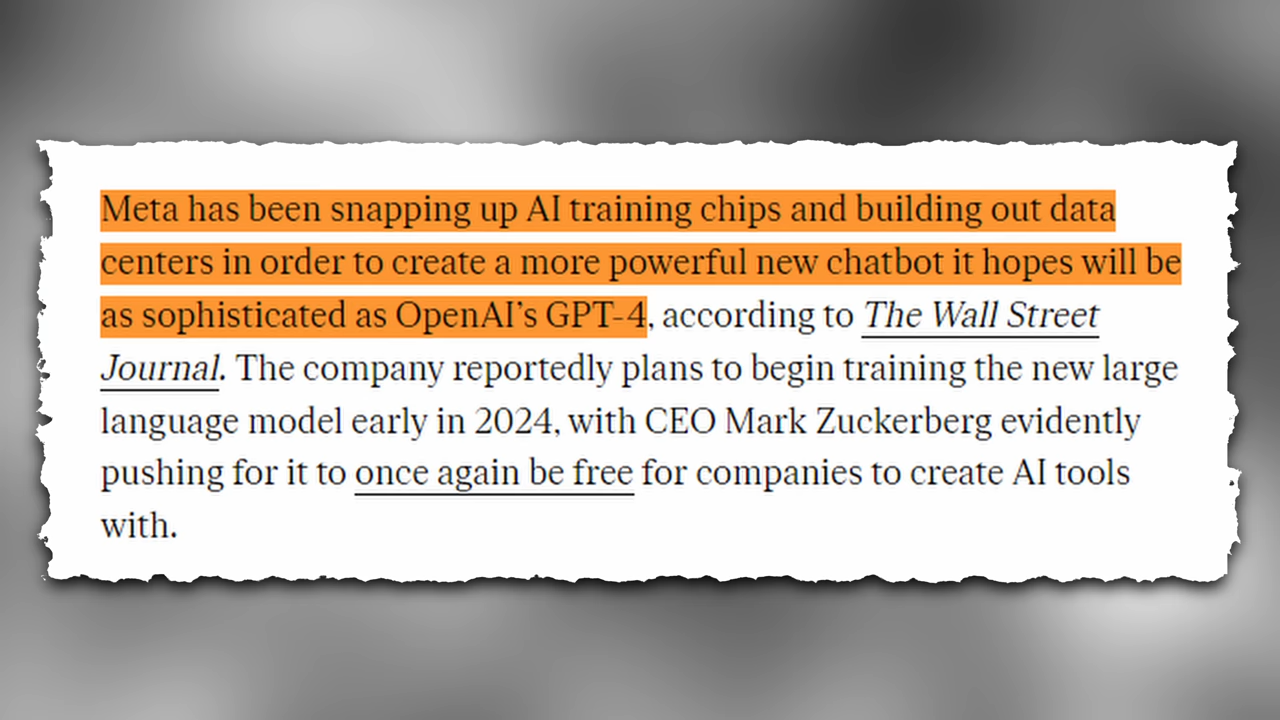 Meta has been snapping up AI training chips and building out data
centers in order to create a more powerful new chatbot it hopes will be
as sophisticated as OpenAI’s GPT-4, according to The Wall Street
Journal. The company reportedly plans to begin training the new large
language model early in 2024, with CEO Mark Zuckerberg evidently
pushing for it to once again be free for companies to create AI tools
with.